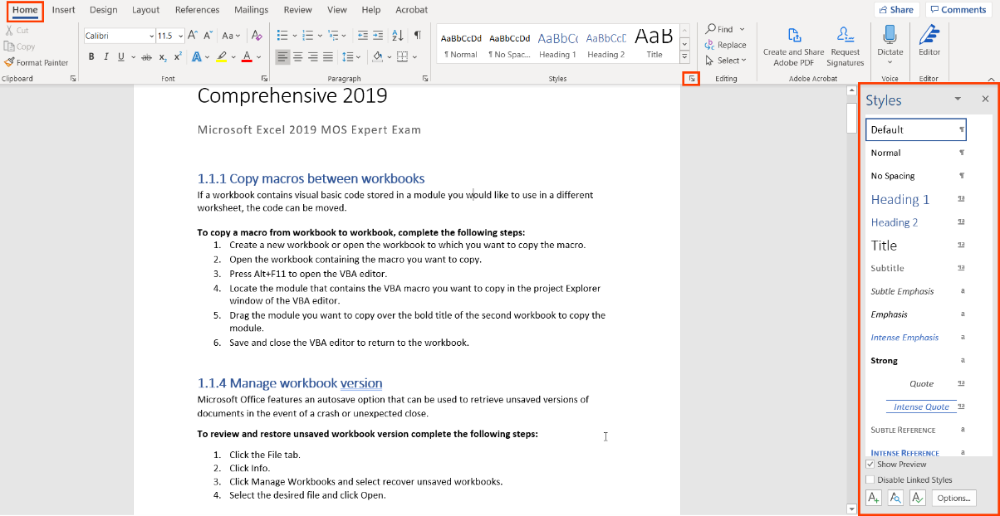 Home Insert Design Layout References Mailings Review View Help Acrobat Share Comments
Cut
Copy
Format Painter
Clipboard
Calibri 11.5 A A Aa A
B I U ab x₂ x² A A
Font
Paragraph
AaBbCcDd AaBbCcDd AaBbCc AaBbCcE AaB
¶ Normal ¶ No Spac... Heading 1 Heading 2 Title
Styles
Find
Replace
Select
Editing
Create and Share Adobe PDF
Request Signatures
Adobe Acrobat
Dictate
Voice
Editor
Editor
Comprehensive 2019
Microsoft Excel 2019 MOS Expert Exam
1.1.1 Copy macros between workbooks
If a workbook contains visual basic code stored in a module you would like to use in a different
worksheet, the code can be moved.
To copy a macro from workbook to workbook, complete the following steps:
1. Create a new workbook or open the workbook to which you want to copy the macro.
2. Open the workbook containing the macro you want to copy.
3. Press Alt+F11 to open the VBA editor.
4. Locate the module that contains the VBA macro you want to copy in the project Explorer
window of the VBA editor.
5. Drag the module you want to copy over the bold title of the second workbook to copy the
module.
6. Save and close the VBA editor to return to the workbook.
1.1.4 Manage workbook version
Microsoft Office features an autosave option that can be used to retrieve unsaved versions of
documents in the event of a crash or unexpected close.
To review and restore unsaved workbook version complete the following steps:
1. Click the File tab.
2. Click Info.
3. Click Manage Workbooks and select recover unsaved workbooks.
4. Select the desired file and click Open.
Styles
Default ¶
Normal ¶
No Spacing ¶
Heading 1 ¶a
Heading 2 ¶a
Title ¶a
Subtitle ¶a
Subtle Emphasis a
Emphasis a
Intense Emphasis a
Strong a
Quote ¶a
Intense Quote ¶a
SUBTLE REFERENCE a
INTENSE REFERENCE a
Show Preview
Disable Linked Styles
Options...